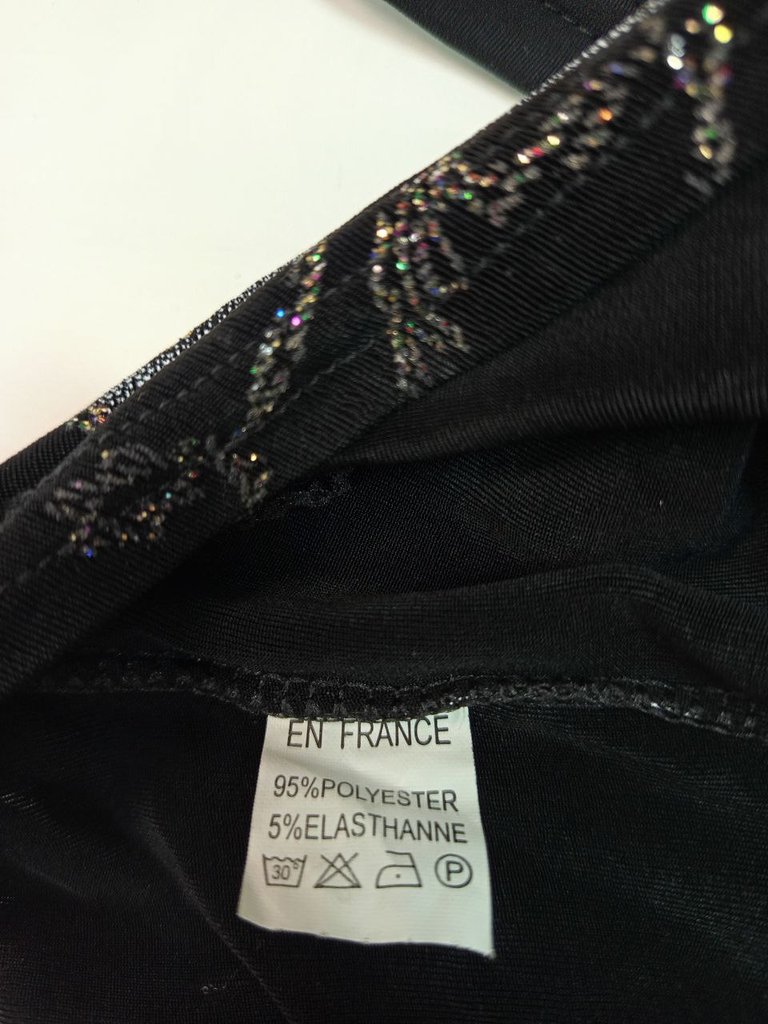 EN FRANCE
95%POLYESTER
5%ELASTHANNE
30° P